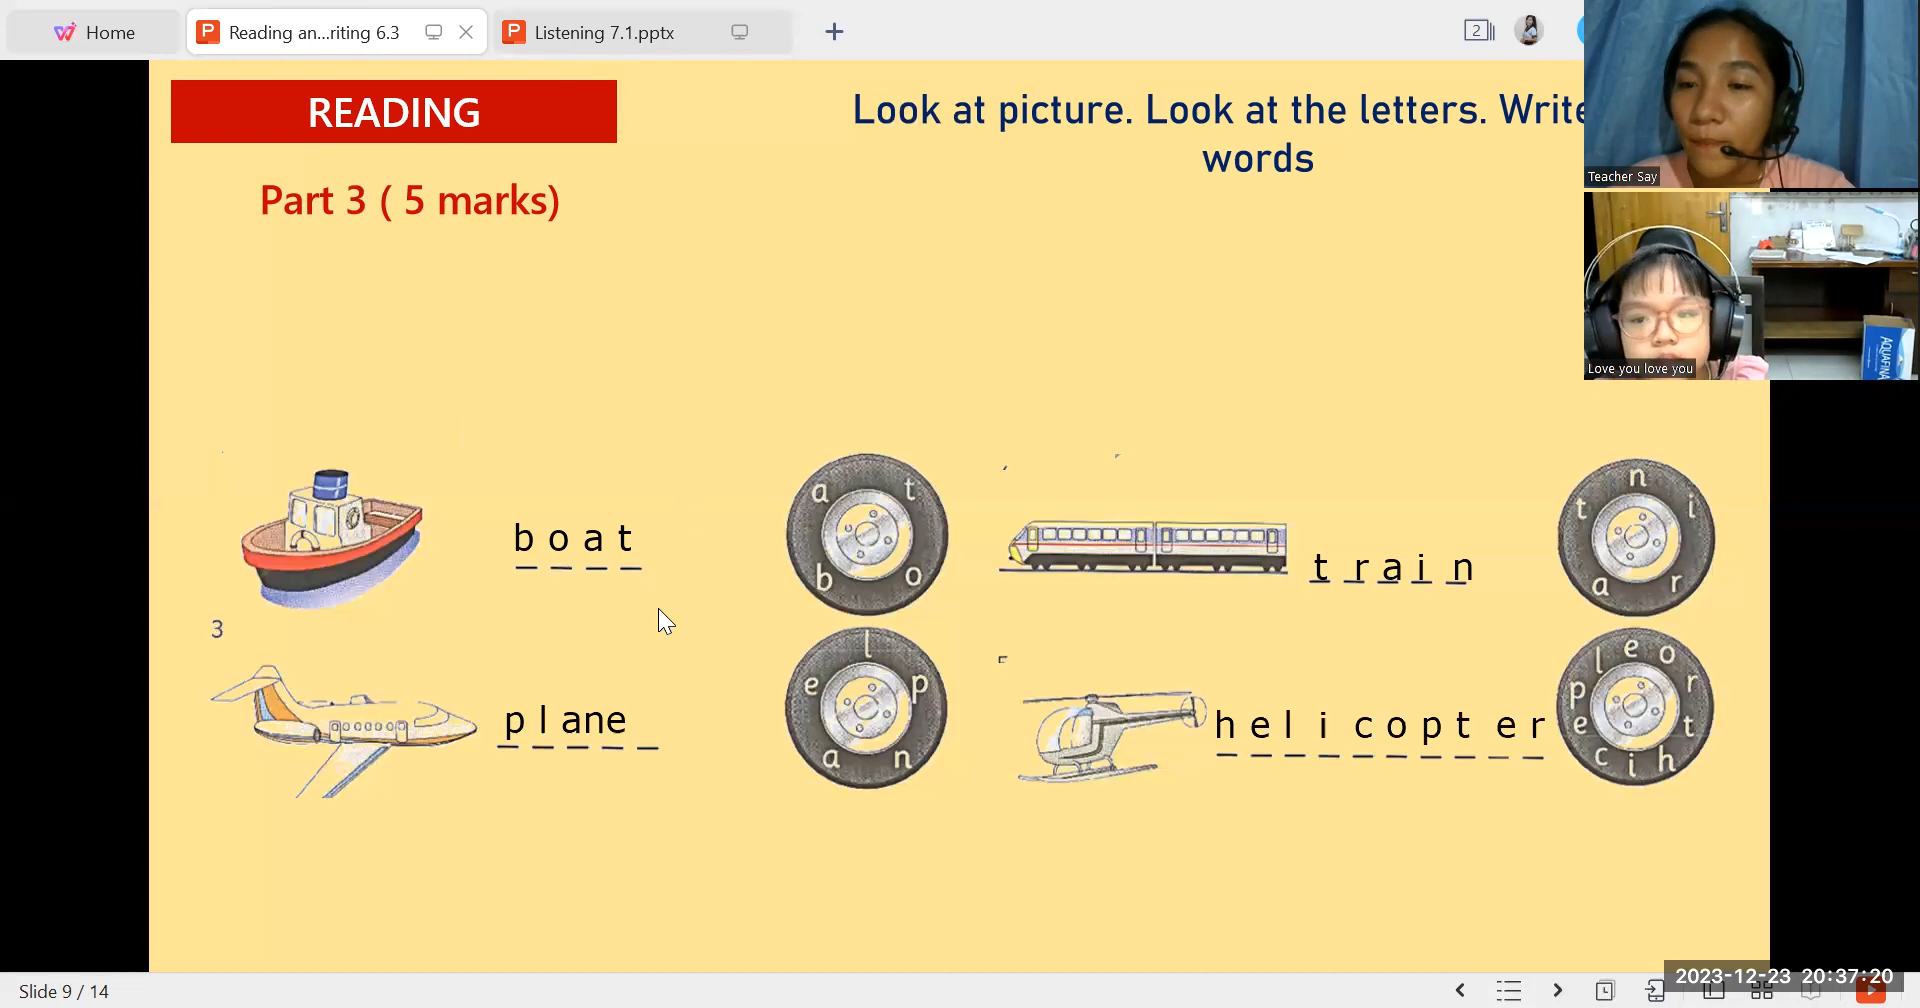 Home
Reading an...riting 6.3
Listening 7.1.pptx
2
READING
Look at picture. Look at the letters. Write
words
Part 3 ( 5 marks)
Teacher Say
AQUAFINA
Love you love you
b o a t
a t b o
t r a i n
n t i a r
3
p l ane
l e p a n
h e l i c o p t e r
e o l r p t e c i h
Slide 9 / 14
2023-12-23 20:37:20